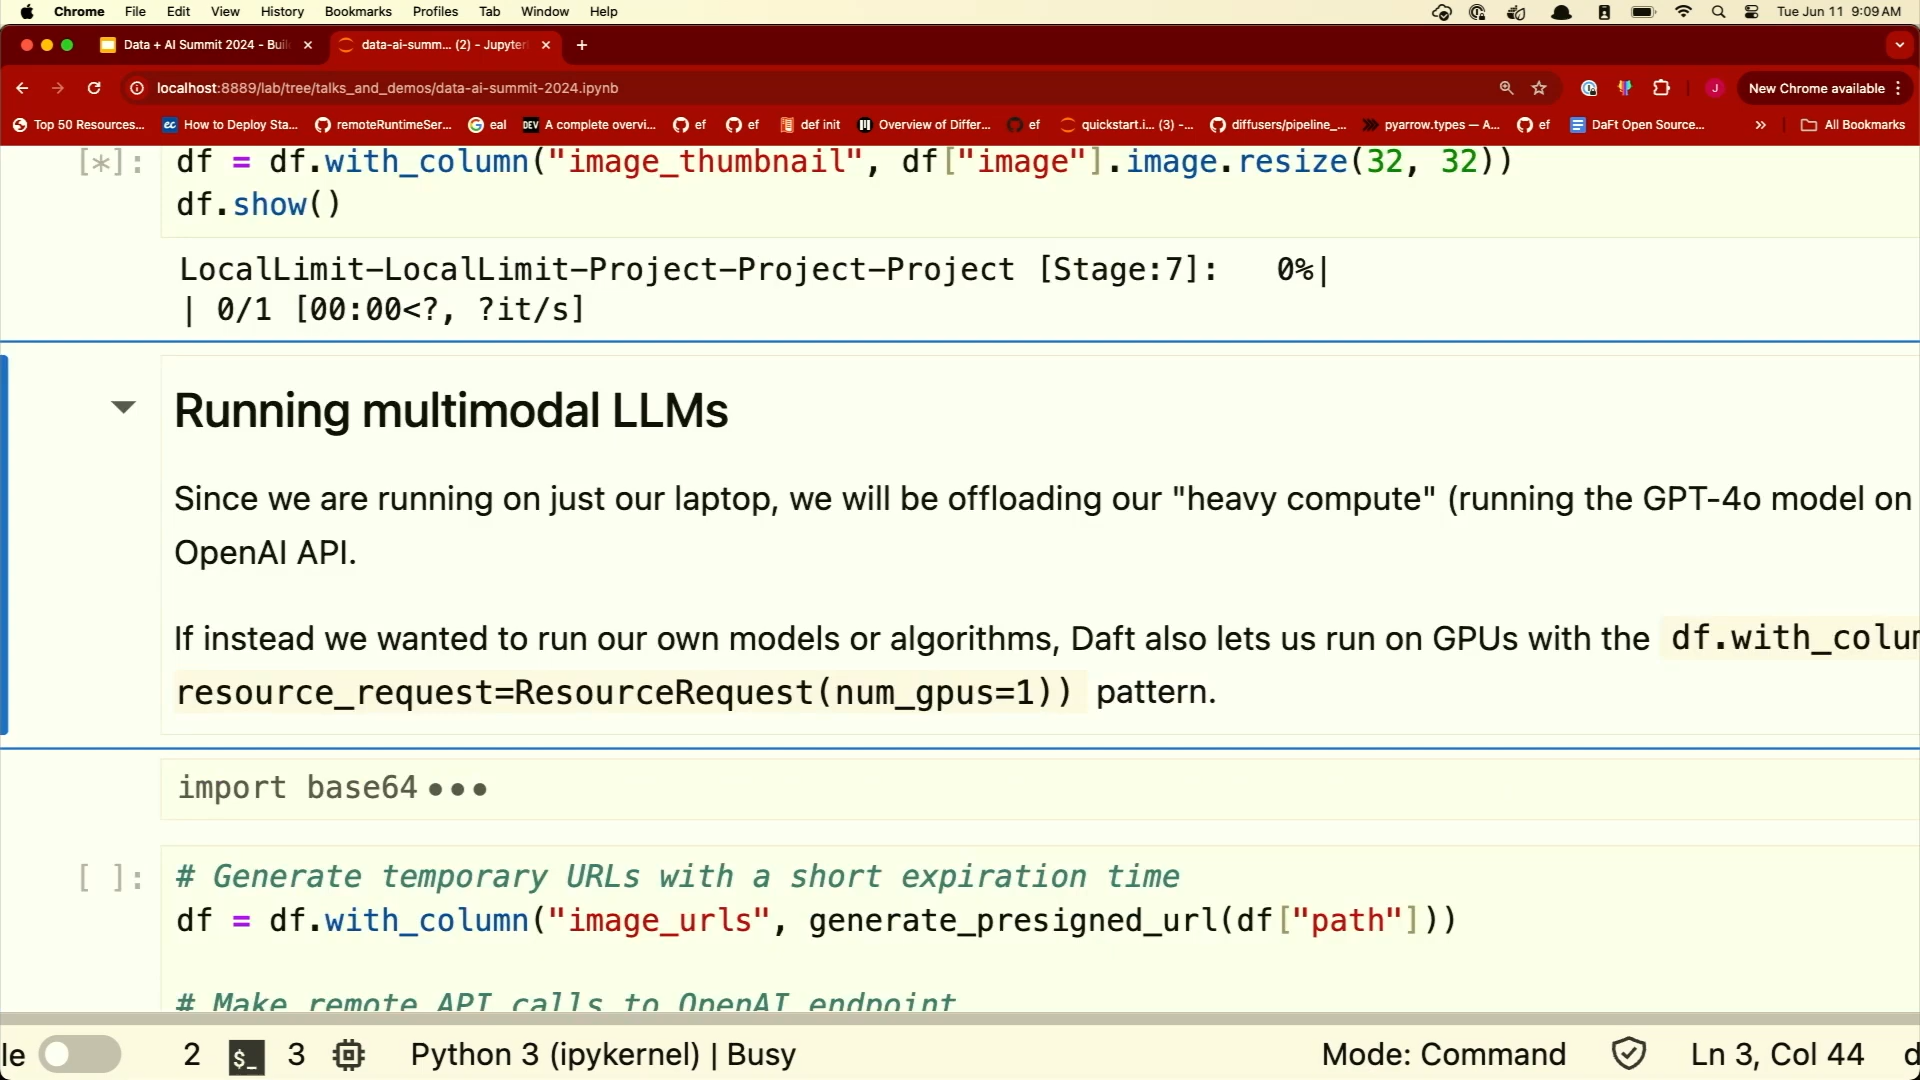 Chrome File Edit View History Bookmarks Profiles Tab Window Help Tue Jun 11 9:09 AM
Data + AI Summit 2024 - Buil data-ai-summ... (2) - Jupyter
localhost:8889/lab/tree/talks_and_demos/data-ai-summit-2024.ipynb J New Chrome available
Top 50 Resources... How to Deploy Sta... remoteRuntimeSer... eal A complete overvi... ef ef def init Overview of Differ... ef quickstart.i... (3) -... diffusers/pipeline_... pyarrow.types — A... ef DaFt Open Source... » All Bookmarks
[*]: df = df.with_column("image_thumbnail", df["image"].image.resize(32, 32))
df.show()
LocalLimit-LocalLimit-Project-Project-Project [Stage:7]: 0%|
| 0/1 [00:00<?, ?it/s]
Running multimodal LLMs
Since we are running on just our laptop, we will be offloading our "heavy compute" (running the GPT-4o model on
OpenAI API.
If instead we wanted to run our own models or algorithms, Daft also lets us run on GPUs with the df.with_colum
resource_request=ResourceRequest(num_gpus=1)) pattern.
import base64 •••
[ ]: # Generate temporary URLs with a short expiration time
df = df.with_column("image_urls", generate_presigned_url(df["path"]))
# Make remote API calls to OpenAI endpoint
le 2 $_ 3 Python 3 (ipykernel) | Busy Mode: Command Ln 3, Col 44 d